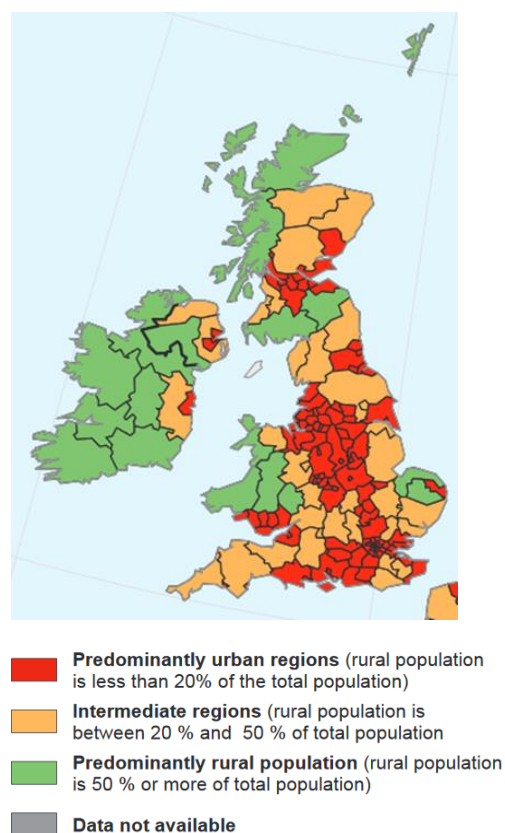 Predominantly urban regions (rural population
is less than 20% of the total population)
Intermediate regions (rural population is
between 20 % and  50 % of total population
Predominantly rural population (rural population
is 50 % or more of total population)
Data not available